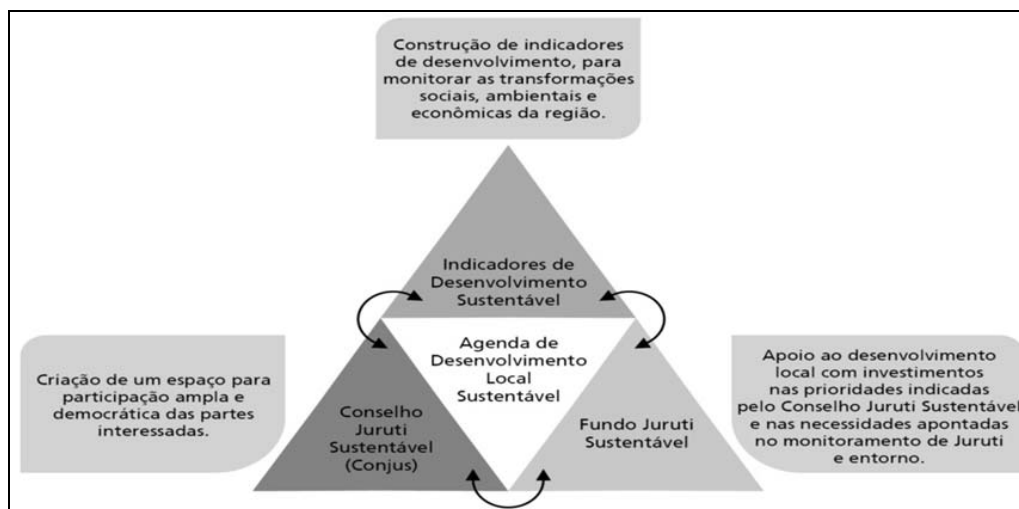 Construção de indicadores
de desenvolvimento, para
monitorar as transformações
sociais, ambientais e
econômicas da região.
Indicadores de
Desenvolvimento
Sustentável
Agenda de
Desenvolvimento
Local
Sustentável
Criação de um espaço para
participação ampla e
democrática das partes
interessadas.
Conselho
Juruti
Sustentável
(Conjus)
Fundo Juruti
Sustentável
Apoio ao desenvolvimento
local com investimentos
nas prioridades indicadas
pelo Conselho Juruti Sustentável
e nas necessidades apontadas
no monitoramento de Juruti
e entorno.